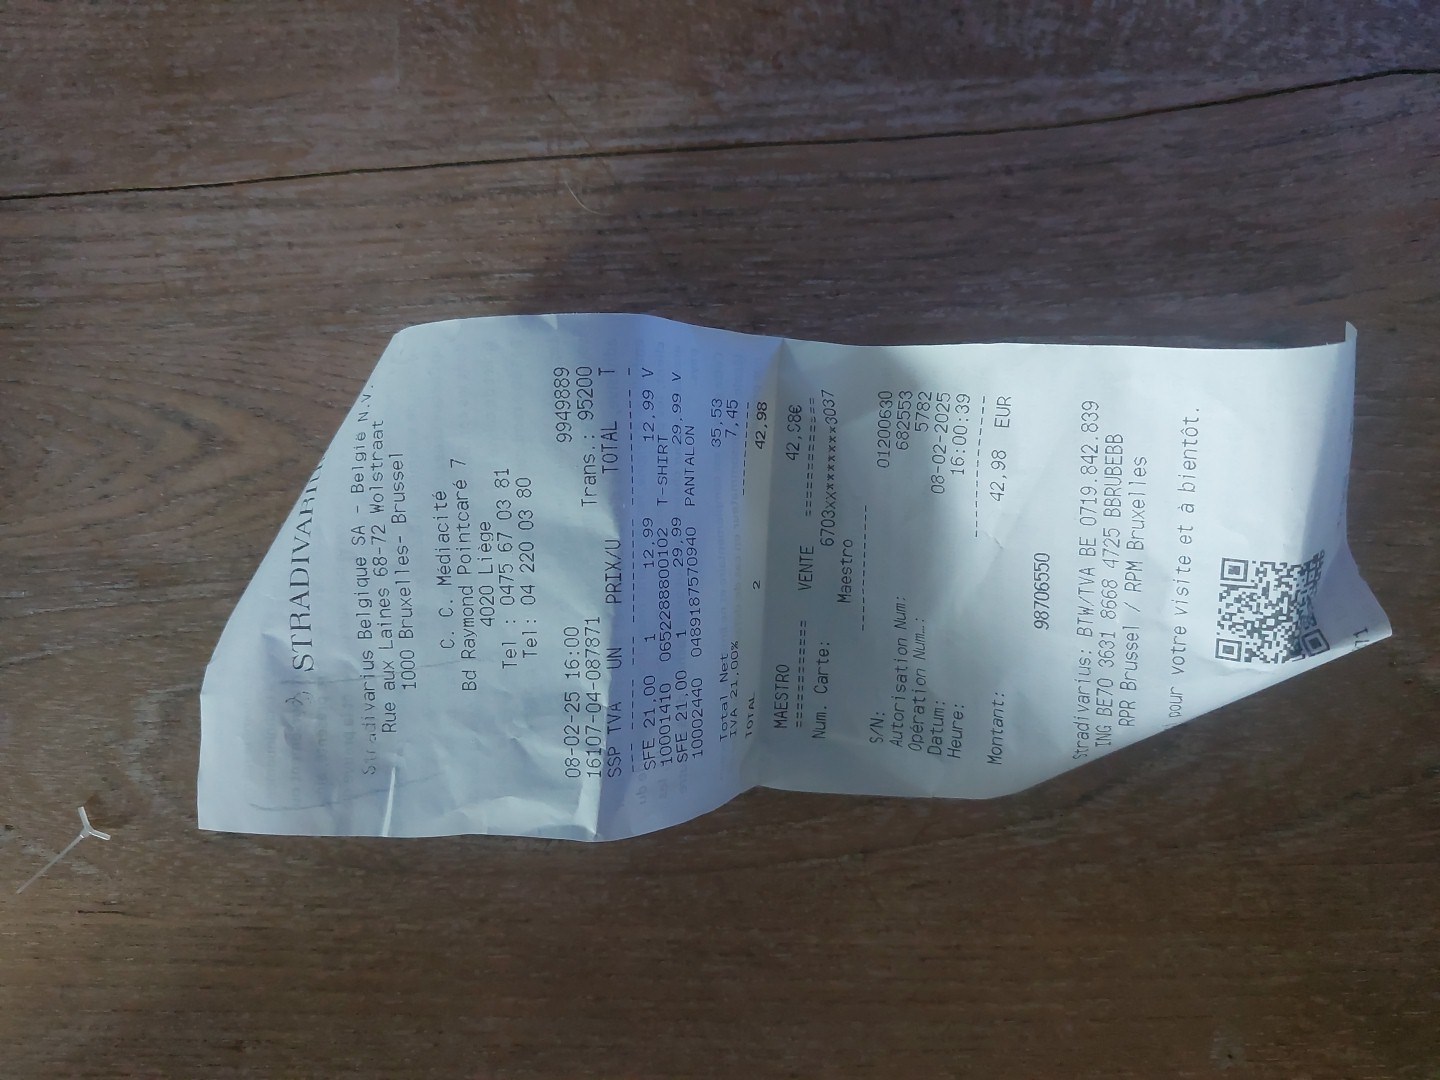 STRADIVARIUS
Stradivarius Belgique SA - België N.V.
Rue aux Laines 68-72 Wolstraat
1000 Bruxelles- Brussel
C. C. Médiacité
Bd Raymond Pointcaré 7
4020 Liège
Tel : 0475 67 03 81
Tel: 04 220 03 80
08-02-25 16:00 9949889
16107-04-087871 Trans.: 95200
SSP TVA UN PRIX/U TOTAL T
SFE 21,00 1 12,99 12,99 V
10001410 0652288800102 T-SHIRT
SFE 21,00 1 29,99 29,99 V
10002440 0489187570940 PANTALON
Total Net 35,53
IVA 21,00% 7,45
TOTAL 2 42,98
MAESTRO 42,98€
============ VENTE ============
Num. Carte: 6703xx**********3037
Maestro
S/N: 01200630
Autorisation Num: 682553
Opération Num.: 5782
Datum: 08-02-2025
Heure: 16:00:39
Montant: 42,98 EUR
98706550
Stradivarius: BTW/TVA BE 0719.842.839
ING BE70 3631 8668 4725 BBRUBEBB
RPR Brussel / RPM Bruxelles
pour votre visite et à bientôt.
71